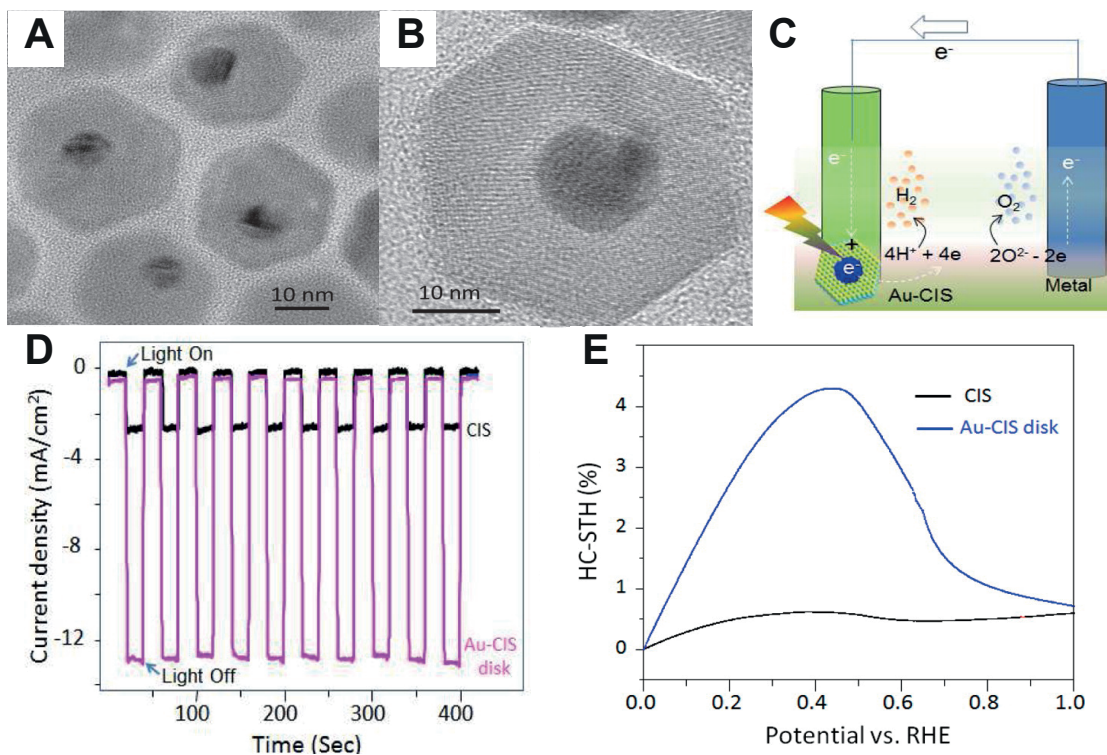 A
10 nm
B
10 nm
C
e⁻
e⁻
e⁻
H₂
O₂
+
e⁻
4H⁺ + 4e
2O²⁻ - 2e
Au-CIS
Metal
D
Light On
CIS
Au-CIS
disk
Light Off
0
-4
-8
-12
Current density (mA/cm²)
100
200
300
400
Time (Sec)
E
CIS
Au-CIS disk
4
3
2
1
0
HC-STH (%)
0.0
0.2
0.4
0.6
0.8
1.0
Potential vs. RHE